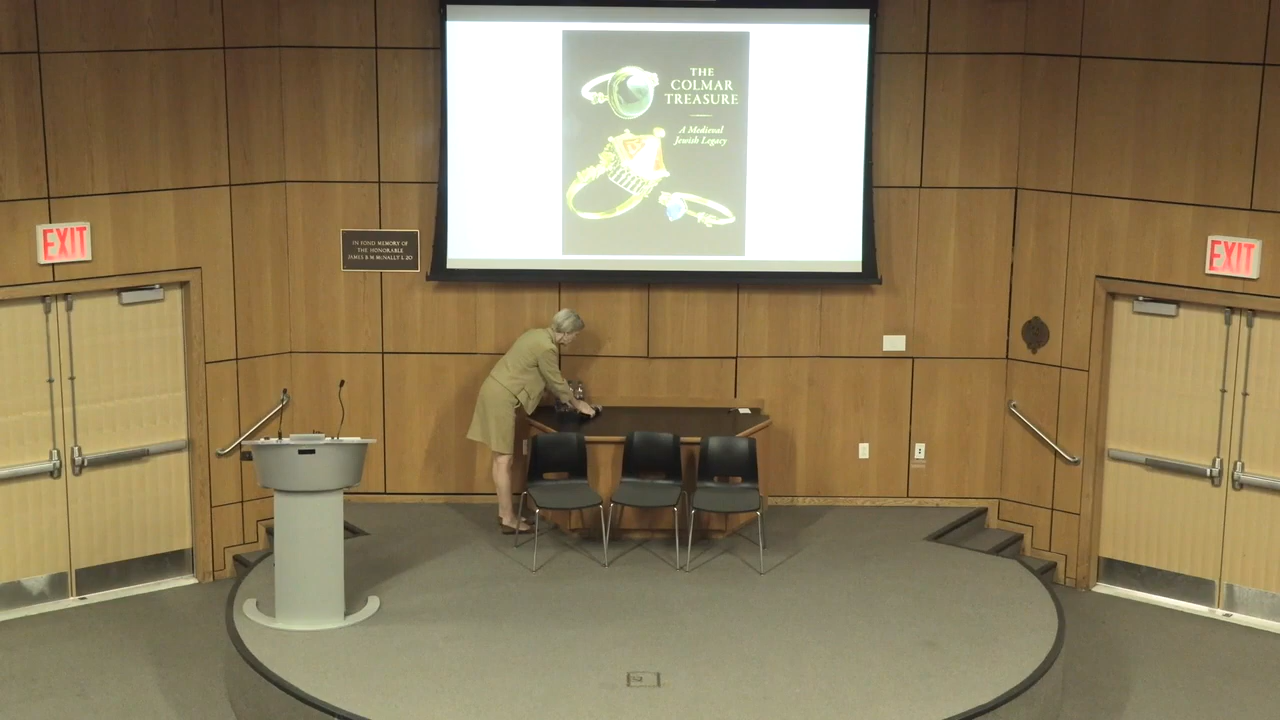 THE
COLMAR
TREASURE
A Medieval
Jewish Legacy
EXIT
IN FOND MEMORY OF
THE HONORABLE
EXIT